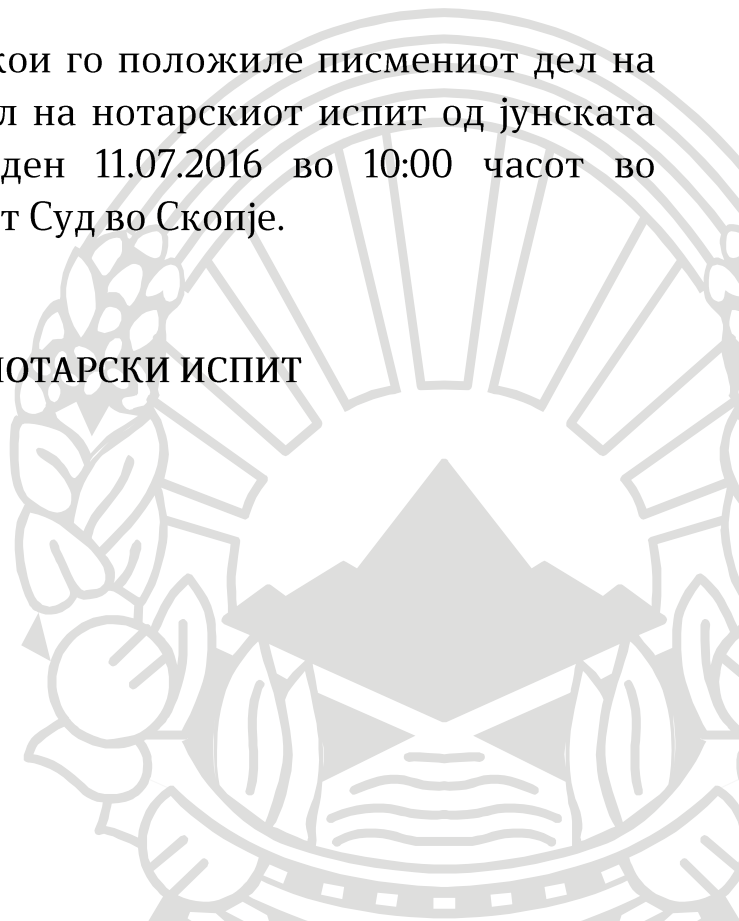 кои го положиле писмениот дел на
на нотарскиот испит од јунската
ден 11.07.2016 во 10:00 часот во
Суд во Скопје.
НОТАРСКИ ИСПИТ